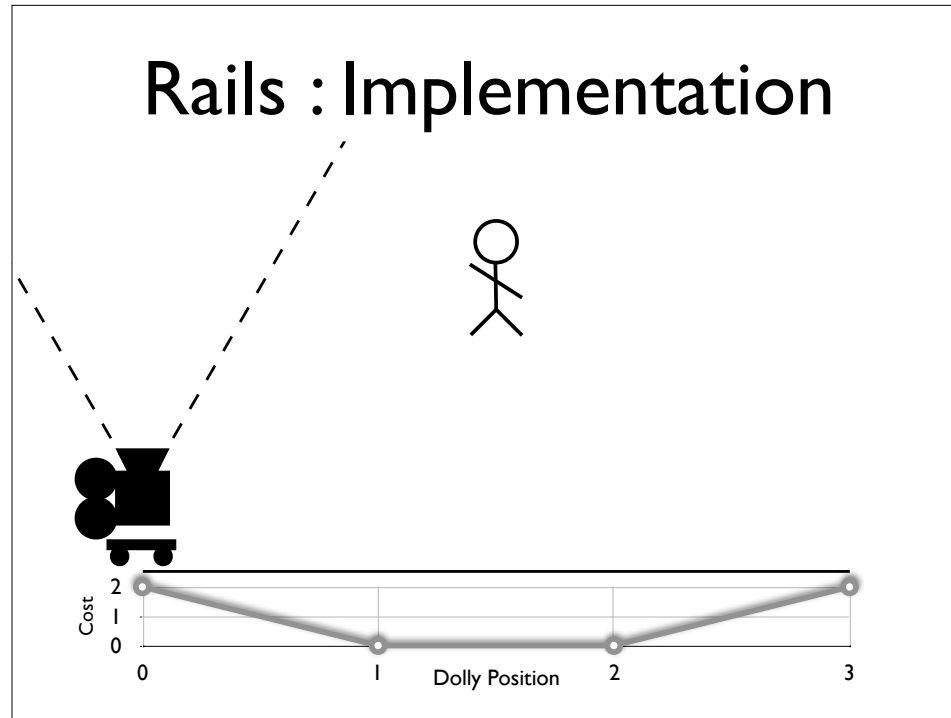 Rails : Implementation
2
1
0
Cost
0 1 2 3
Dolly Position